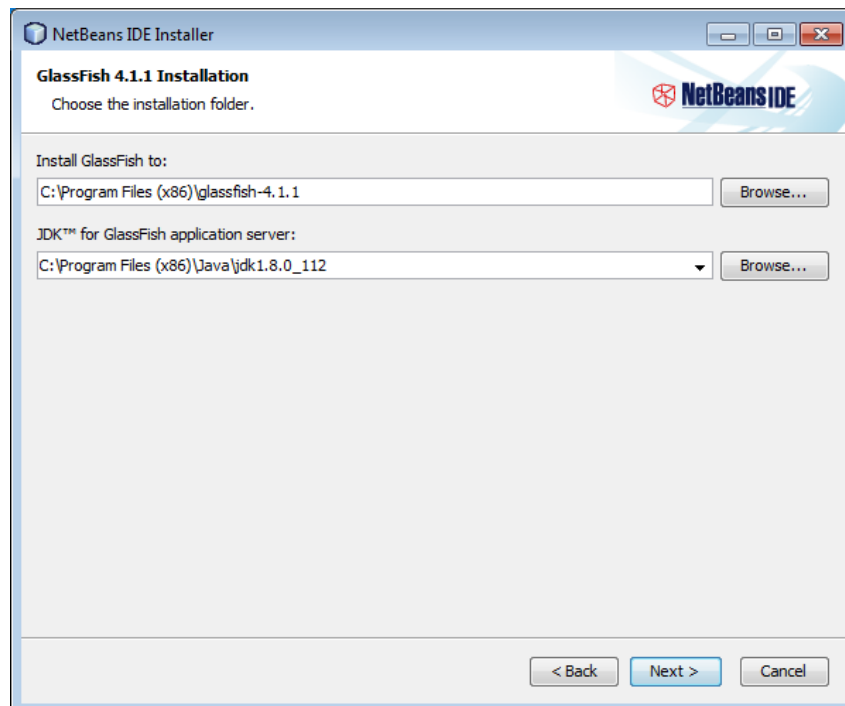 NetBeans IDE Installer
GlassFish 4.1.1 Installation
Choose the installation folder.
NetBeans IDE
Install GlassFish to:
C:\Program Files (x86)\glassfish-4.1.1
Browse...
JDK™ for GlassFish application server:
C:\Program Files (x86)\Java\jdk1.8.0_112
Browse...
< Back
Next >
Cancel